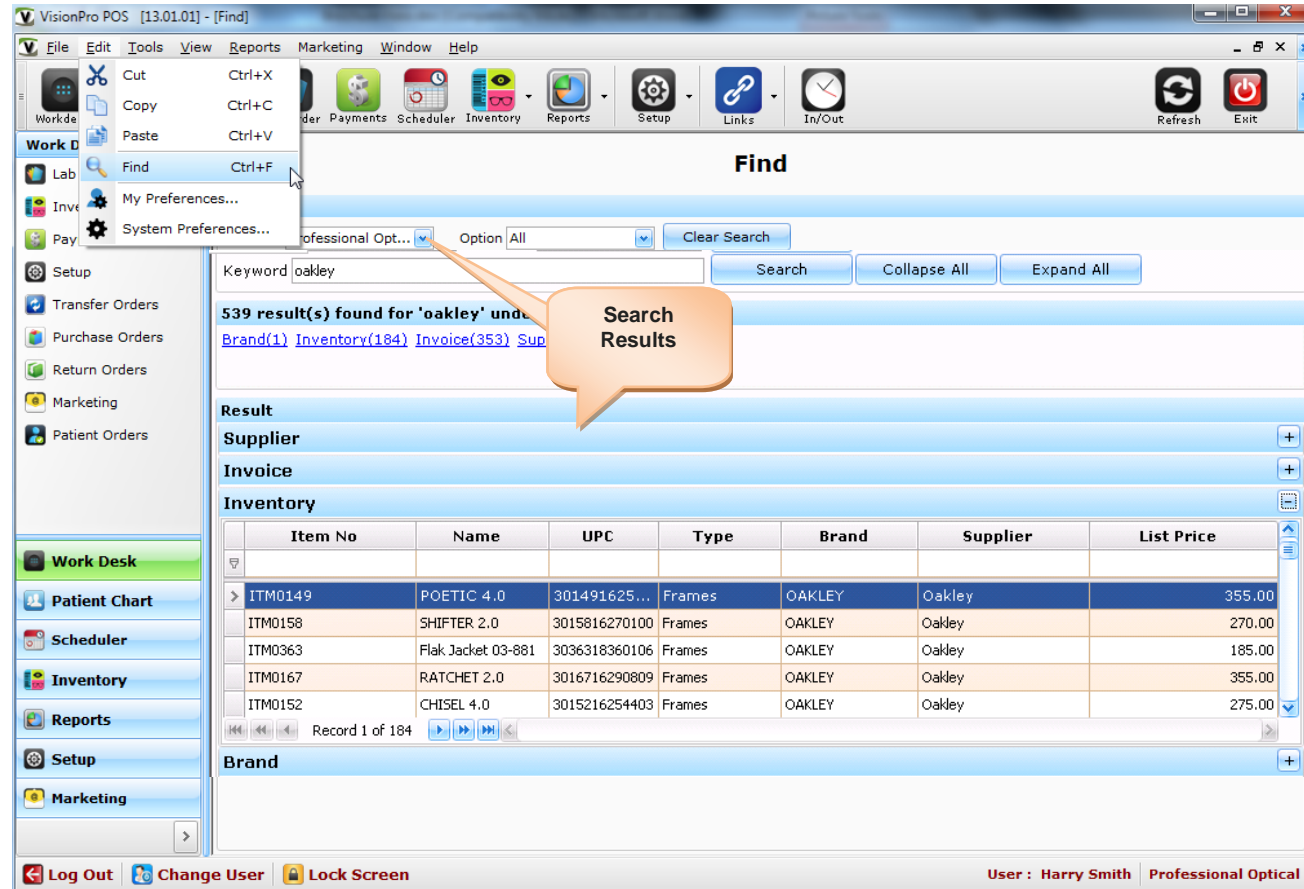 VisionPro POS [13.01.01] - [Find]
File Edit Tools View Reports Marketing Window Help
Cut Ctrl+X
Copy Ctrl+C
Paste Ctrl+V
Find Ctrl+F
My Preferences...
System Preferences...
Payments Scheduler Inventory Reports Setup Links In/Out Refresh Exit
Find
Lab
Setup
Transfer Orders
Purchase Orders
Return Orders
Marketing
Patient Orders
Work Desk
Patient Chart
Scheduler
Inventory
Reports
Setup
Marketing
Opt... Option All Clear Search
Keyword oakley Search Collapse All Expand All
539 result(s) found for 'oakley'
Brand(1) Inventory(184) Invoice(353)
Search
Results
Result
Supplier
Invoice
Inventory
Item No Name UPC Type Brand Supplier List Price
ITM0149 POETIC 4.0 301491625... Frames OAKLEY Oakley 355.00
ITM0158 SHIFTER 2.0 3015816270100 Frames OAKLEY Oakley 270.00
ITM0363 Flak Jacket 03-881 3036318360106 Frames OAKLEY Oakley 185.00
ITM0167 RATCHET 2.0 3016716290809 Frames OAKLEY Oakley 355.00
ITM0152 CHISEL 4.0 3015216254403 Frames OAKLEY Oakley 275.00
Record 1 of 184
Brand
Log Out Change User Lock Screen User : Harry Smith Professional Optical